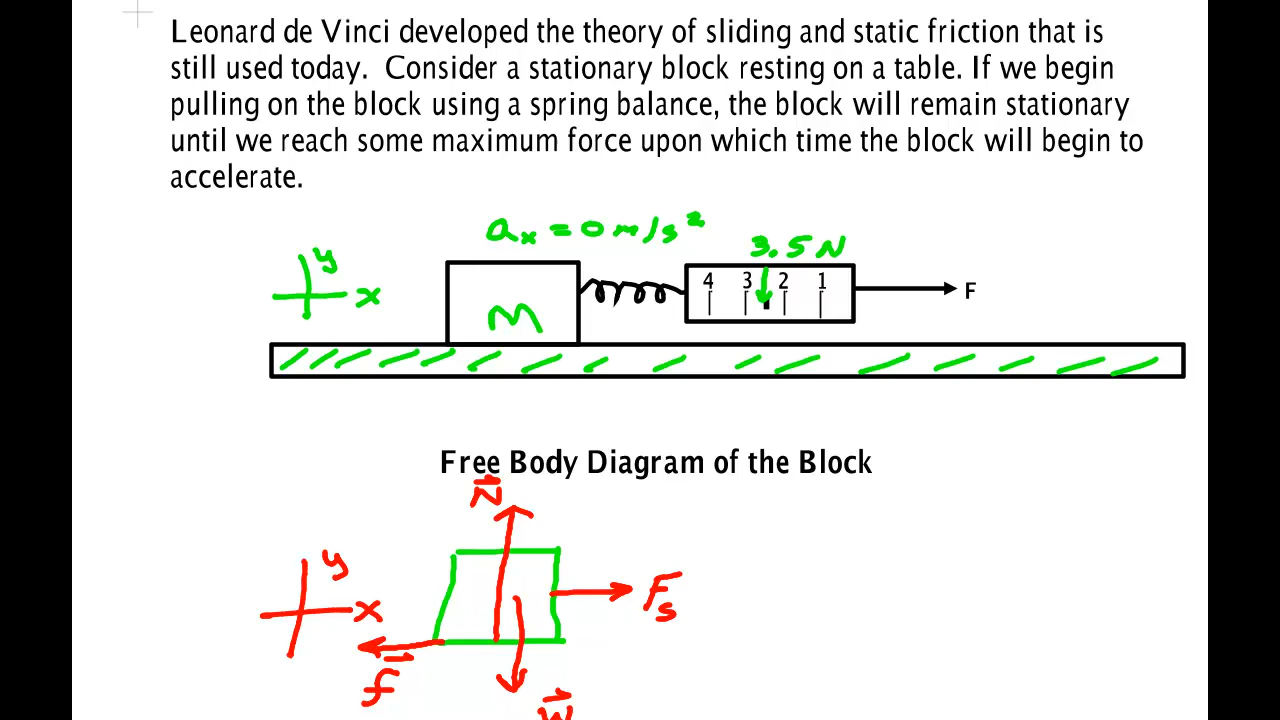 Leonard de Vinci developed the theory of sliding and static friction that is
still used today. Consider a stationary block resting on a table. If we begin
pulling on the block using a spring balance, the block will remain stationary
until we reach some maximum force upon which time the block will begin to
accelerate.
aₓ = 0 m/s²
3.5 N
y
x
M
4 3 2 1
F
Free Body Diagram of the Block
N
y
x
Fs
f
W